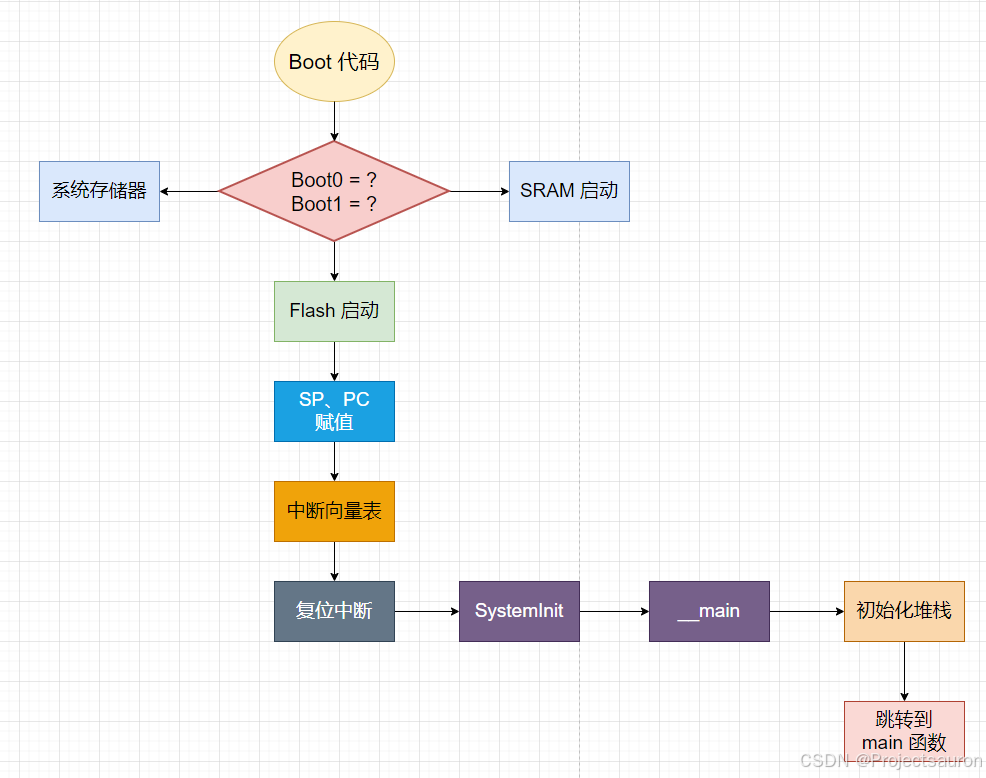 Boot 代码
系统存储器
Boot0 = ?
Boot1 = ?
SRAM 启动
Flash 启动
SP、PC
赋值
中断向量表
复位中断
SystemInit
__main
初始化堆栈
跳转到
main 函数
CSDN @Projectsauron